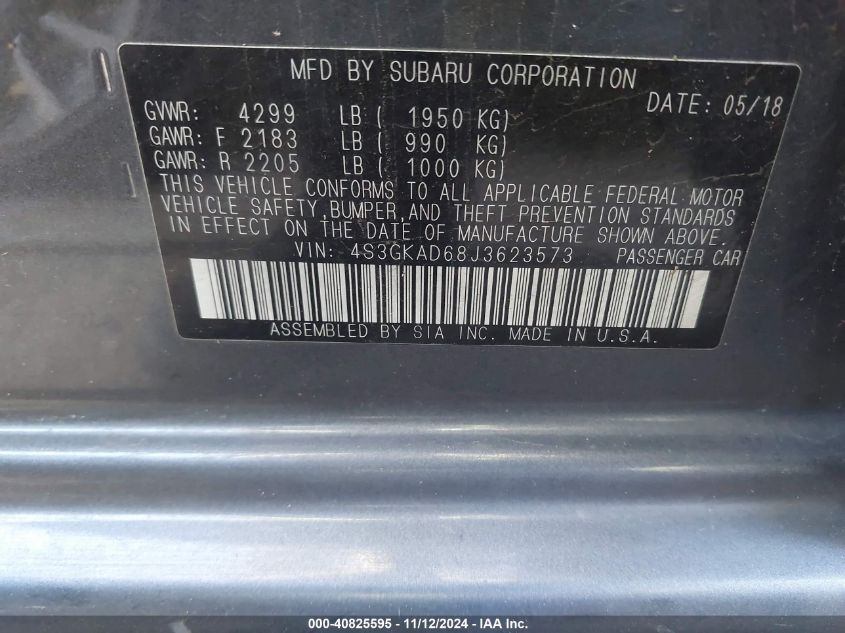 MFD BY SUBARU CORPORATION
DATE: 05/18
GVWR: 4299 LB ( 1950 KG)
GAWR: F 2183 LB ( 990 KG)
GAWR: R 2205 LB ( 1000 KG)
THIS VEHICLE CONFORMS TO ALL APPLICABLE FEDERAL MOTOR
VEHICLE SAFETY,BUMPER,AND THEFT PREVENTION STANDARDS
IN EFFECT ON THE DATE OF MANUFACTURE SHOWN ABOVE.
VIN: 4S3GKAD68J3623573 PASSENGER CAR
ASSEMBLED BY SIA INC. MADE IN U.S.A.
000-40825595 - 11/12/2024 - IAA Inc.